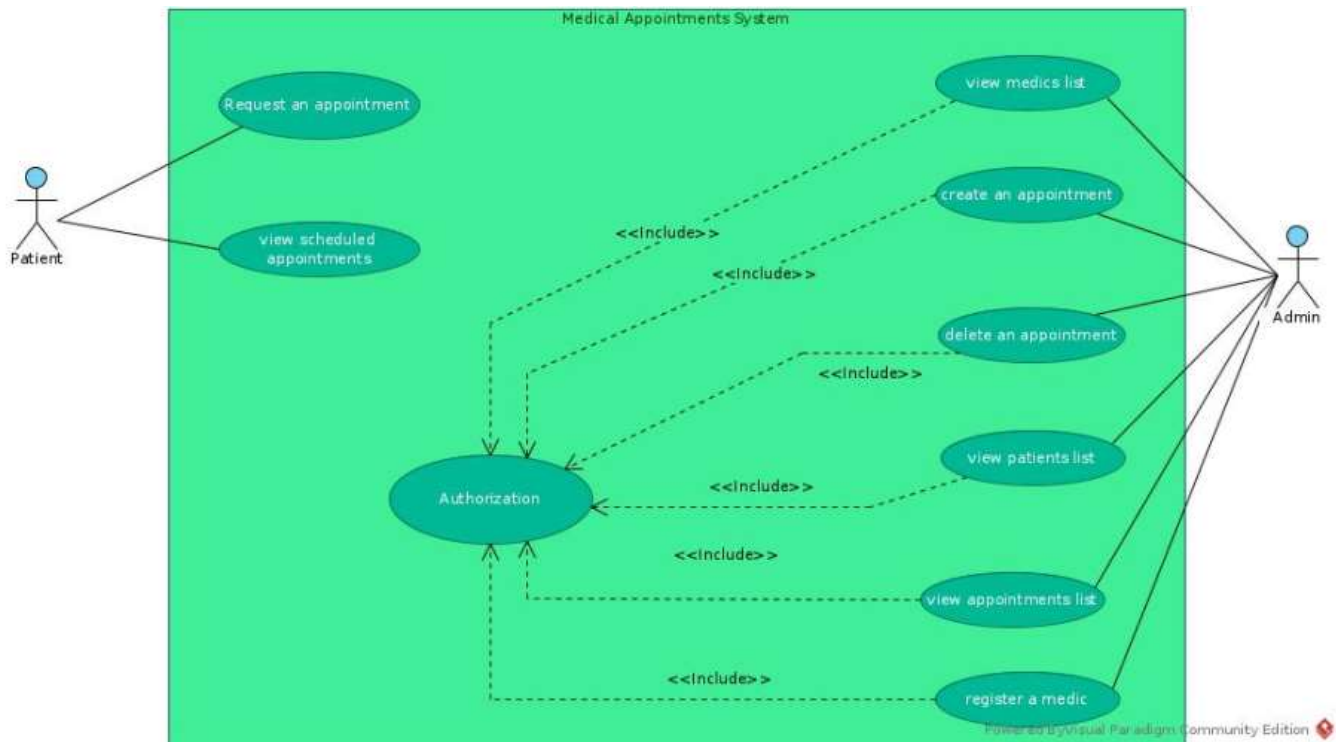 Medical Appointments System
Request an appointment
view medics list
create an appointment
<<Include>>
view scheduled
appointments
Patient
<<Include>>
Admin
delete an appointment
<<Include>>
view patients list
<<Include>>
Authorization
<<Include>>
view appointments list
<<Include>>
register a medic
Powered By Visual Paradigm Community Edition